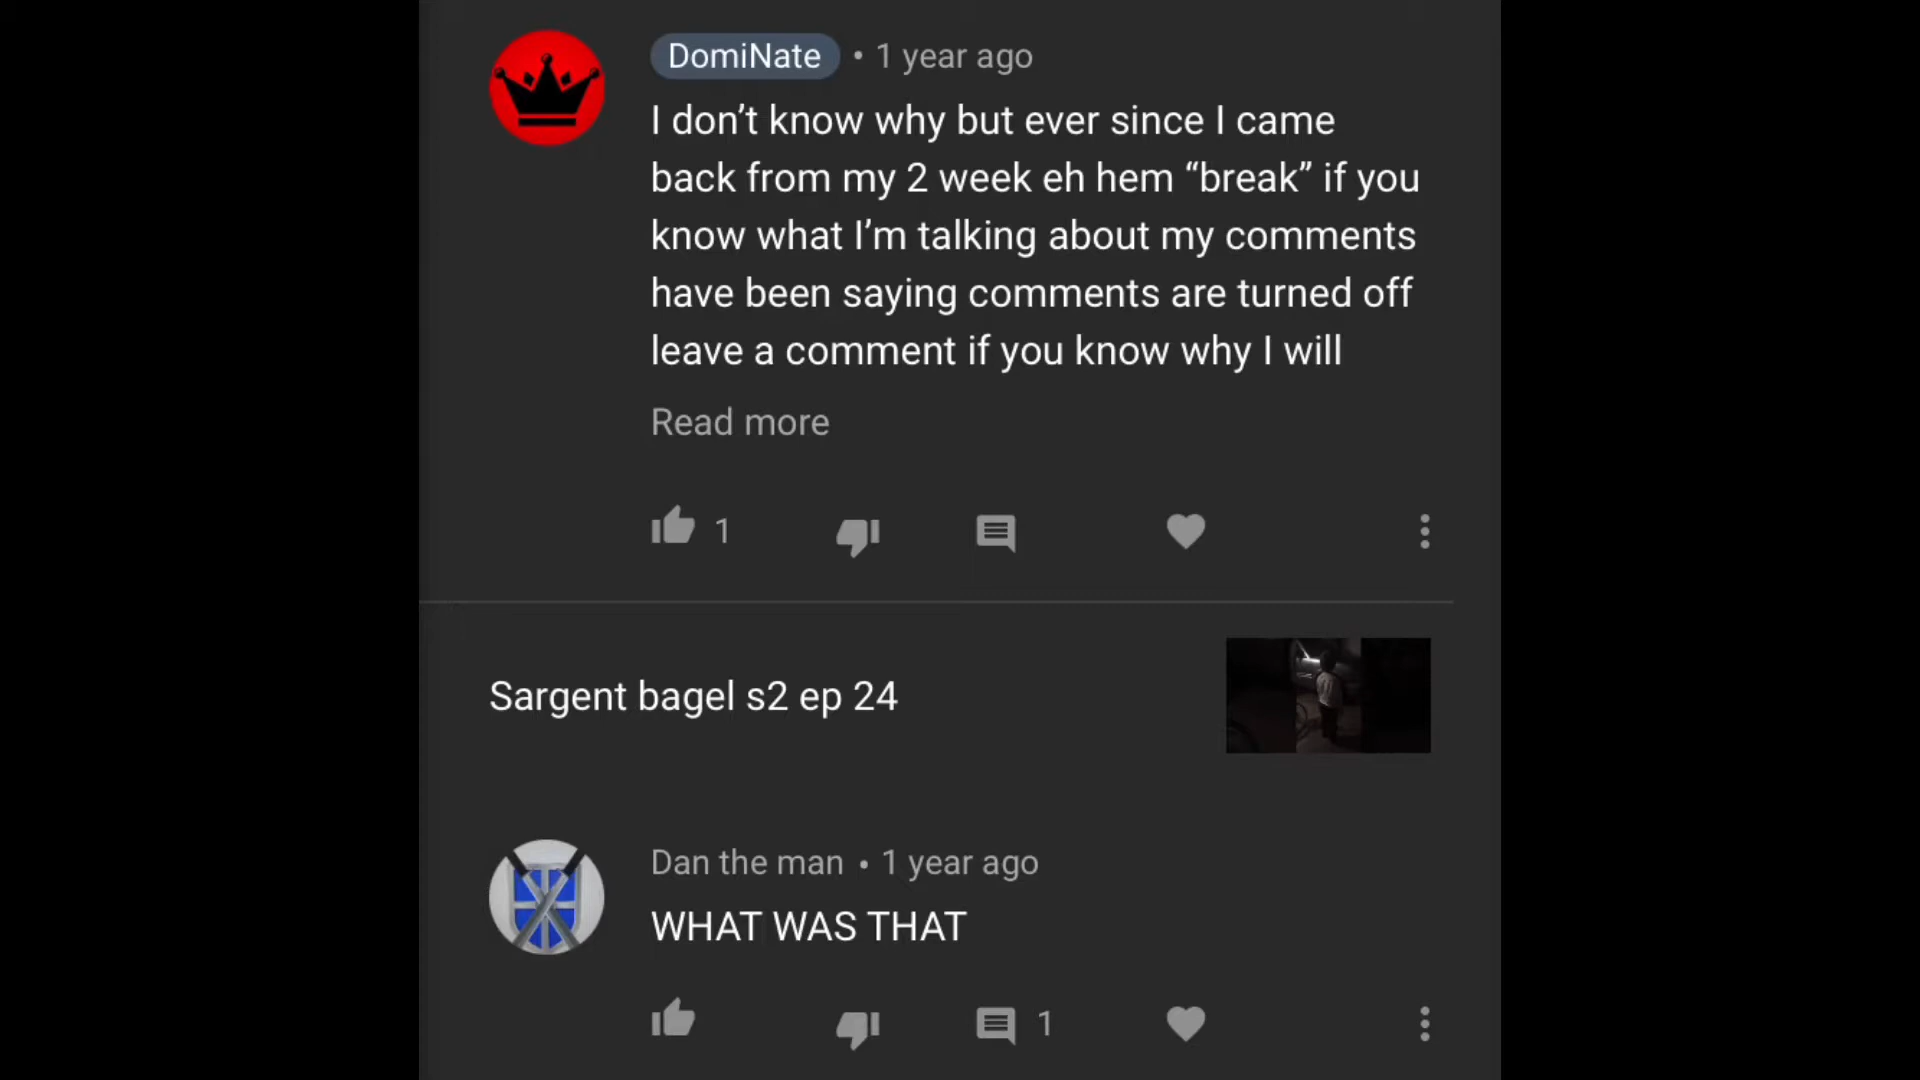 DomiNate • 1 year ago
I don’t know why but ever since I came
back from my 2 week eh hem “break” if you
know what I’m talking about my comments
have been saying comments are turned off
leave a comment if you know why I will
Read more
1
Sargent bagel s2 ep 24
Dan the man • 1 year ago
WHAT WAS THAT
1